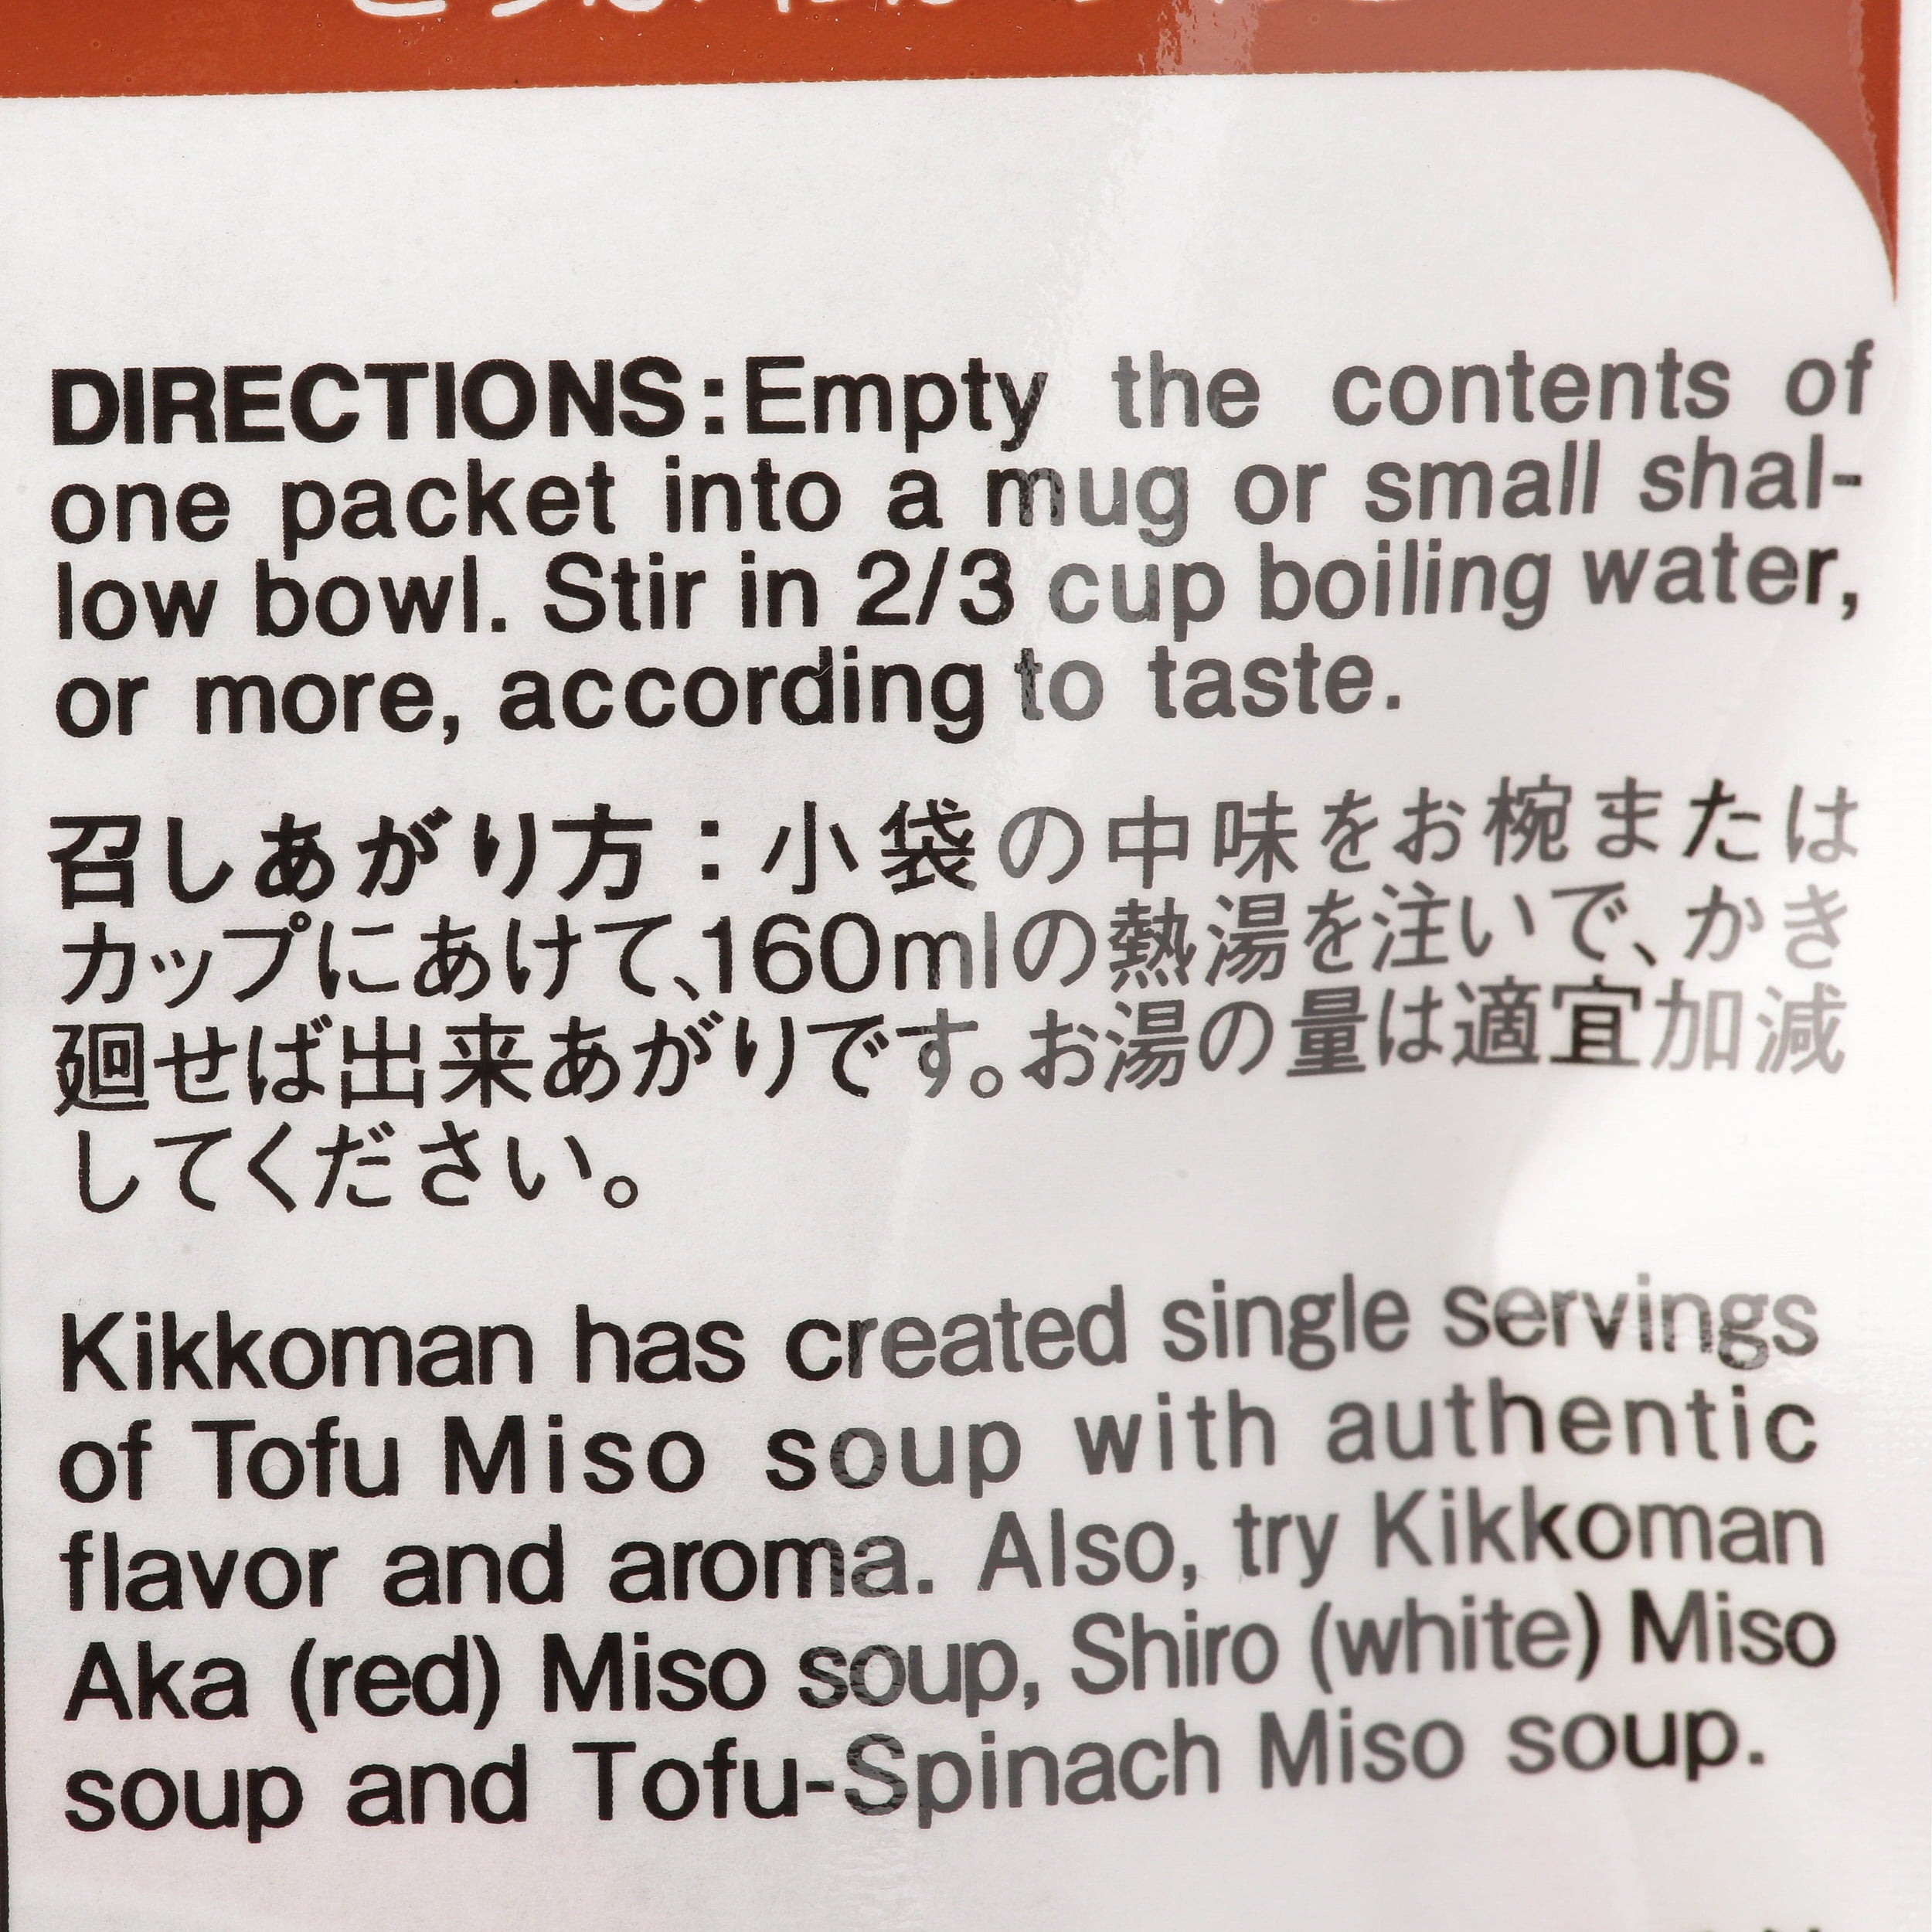 DIRECTIONS:Empty the contents of
one packet into a mug or small shal-
low bowl. Stir in 2/3 cup boiling water,
or more, according to taste.
召しあがり方：小袋の中味をお椀または
カップにあけて、160mlの熱湯を注いで、かき
廻せば出来あがりです。お湯の量は適宜加減
してください。
Kikkoman has created single servings
of Tofu Miso soup with authentic
flavor and aroma. Also, try Kikkoman
Aka (red) Miso soup, Shiro (white) Miso
soup and Tofu-Spinach Miso soup.